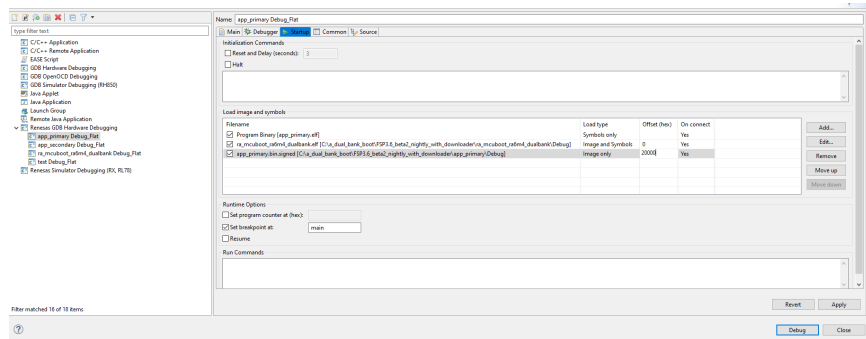 type filter text
C/C++ Application
C/C++ Remote Application
EASE Script
GDB Hardware Debugging
GDB OpenOCD Debugging
GDB Simulator Debugging (RH850)
Java Applet
Java Application
Launch Group
Remote Java Application
Renesas GDB Hardware Debugging
app_primary Debug_Flat
app_secondary Debug_Flat
ra_mcuboot_ra6m4_dualbank Debug_Flat
test Debug_Flat
Renesas Simulator Debugging (RX, RL78)
Filter matched 16 of 18 items
Name: app_primary Debug_Flat
Main Debugger Startup Common Source
Initialization Commands
Reset and Delay (seconds): 3
Halt
Load image and symbols
Filename Load type Offset (hex) On connect
Program Binary [app_primary.elf] Symbols only Yes
ra_mcuboot_ra6m4_dualbank.elf [C:\a_dual_bank_boot\FSP3.6_beta2_nightly_with_downloader\ra_mcuboot_ra6m4_dualbank\Debug] Image and Symbols 0 Yes
app_primary.bin.signed [C:\a_dual_bank_boot\FSP3.6_beta2_nightly_with_downloader\app_primary\Debug] Image only 20000 Yes
Add...
Edit...
Remove
Move up
Move down
Runtime Options
Set program counter at (hex):
Set breakpoint at: main
Resume
Run Commands
Revert Apply
Debug Close